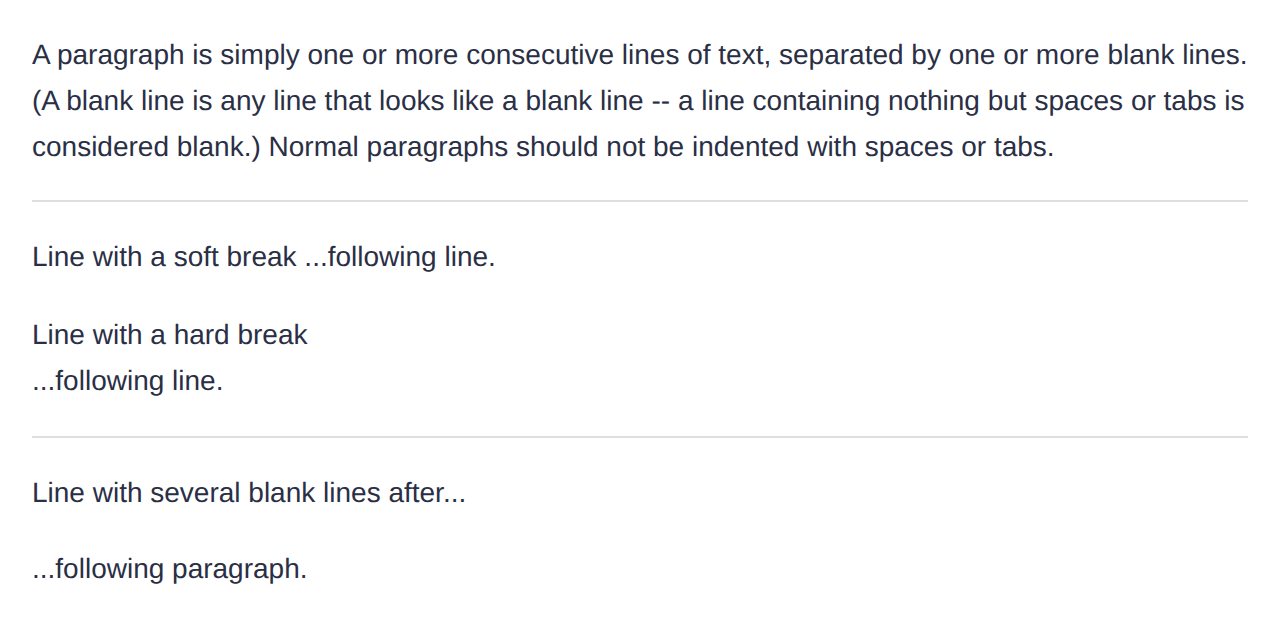 A paragraph is simply one or more consecutive lines of text, separated by one or more blank lines.
(A blank line is any line that looks like a blank line -- a line containing nothing but spaces or tabs is
considered blank.) Normal paragraphs should not be indented with spaces or tabs.
Line with a soft break ...following line.
Line with a hard break
...following line.
Line with several blank lines after...
...following paragraph.